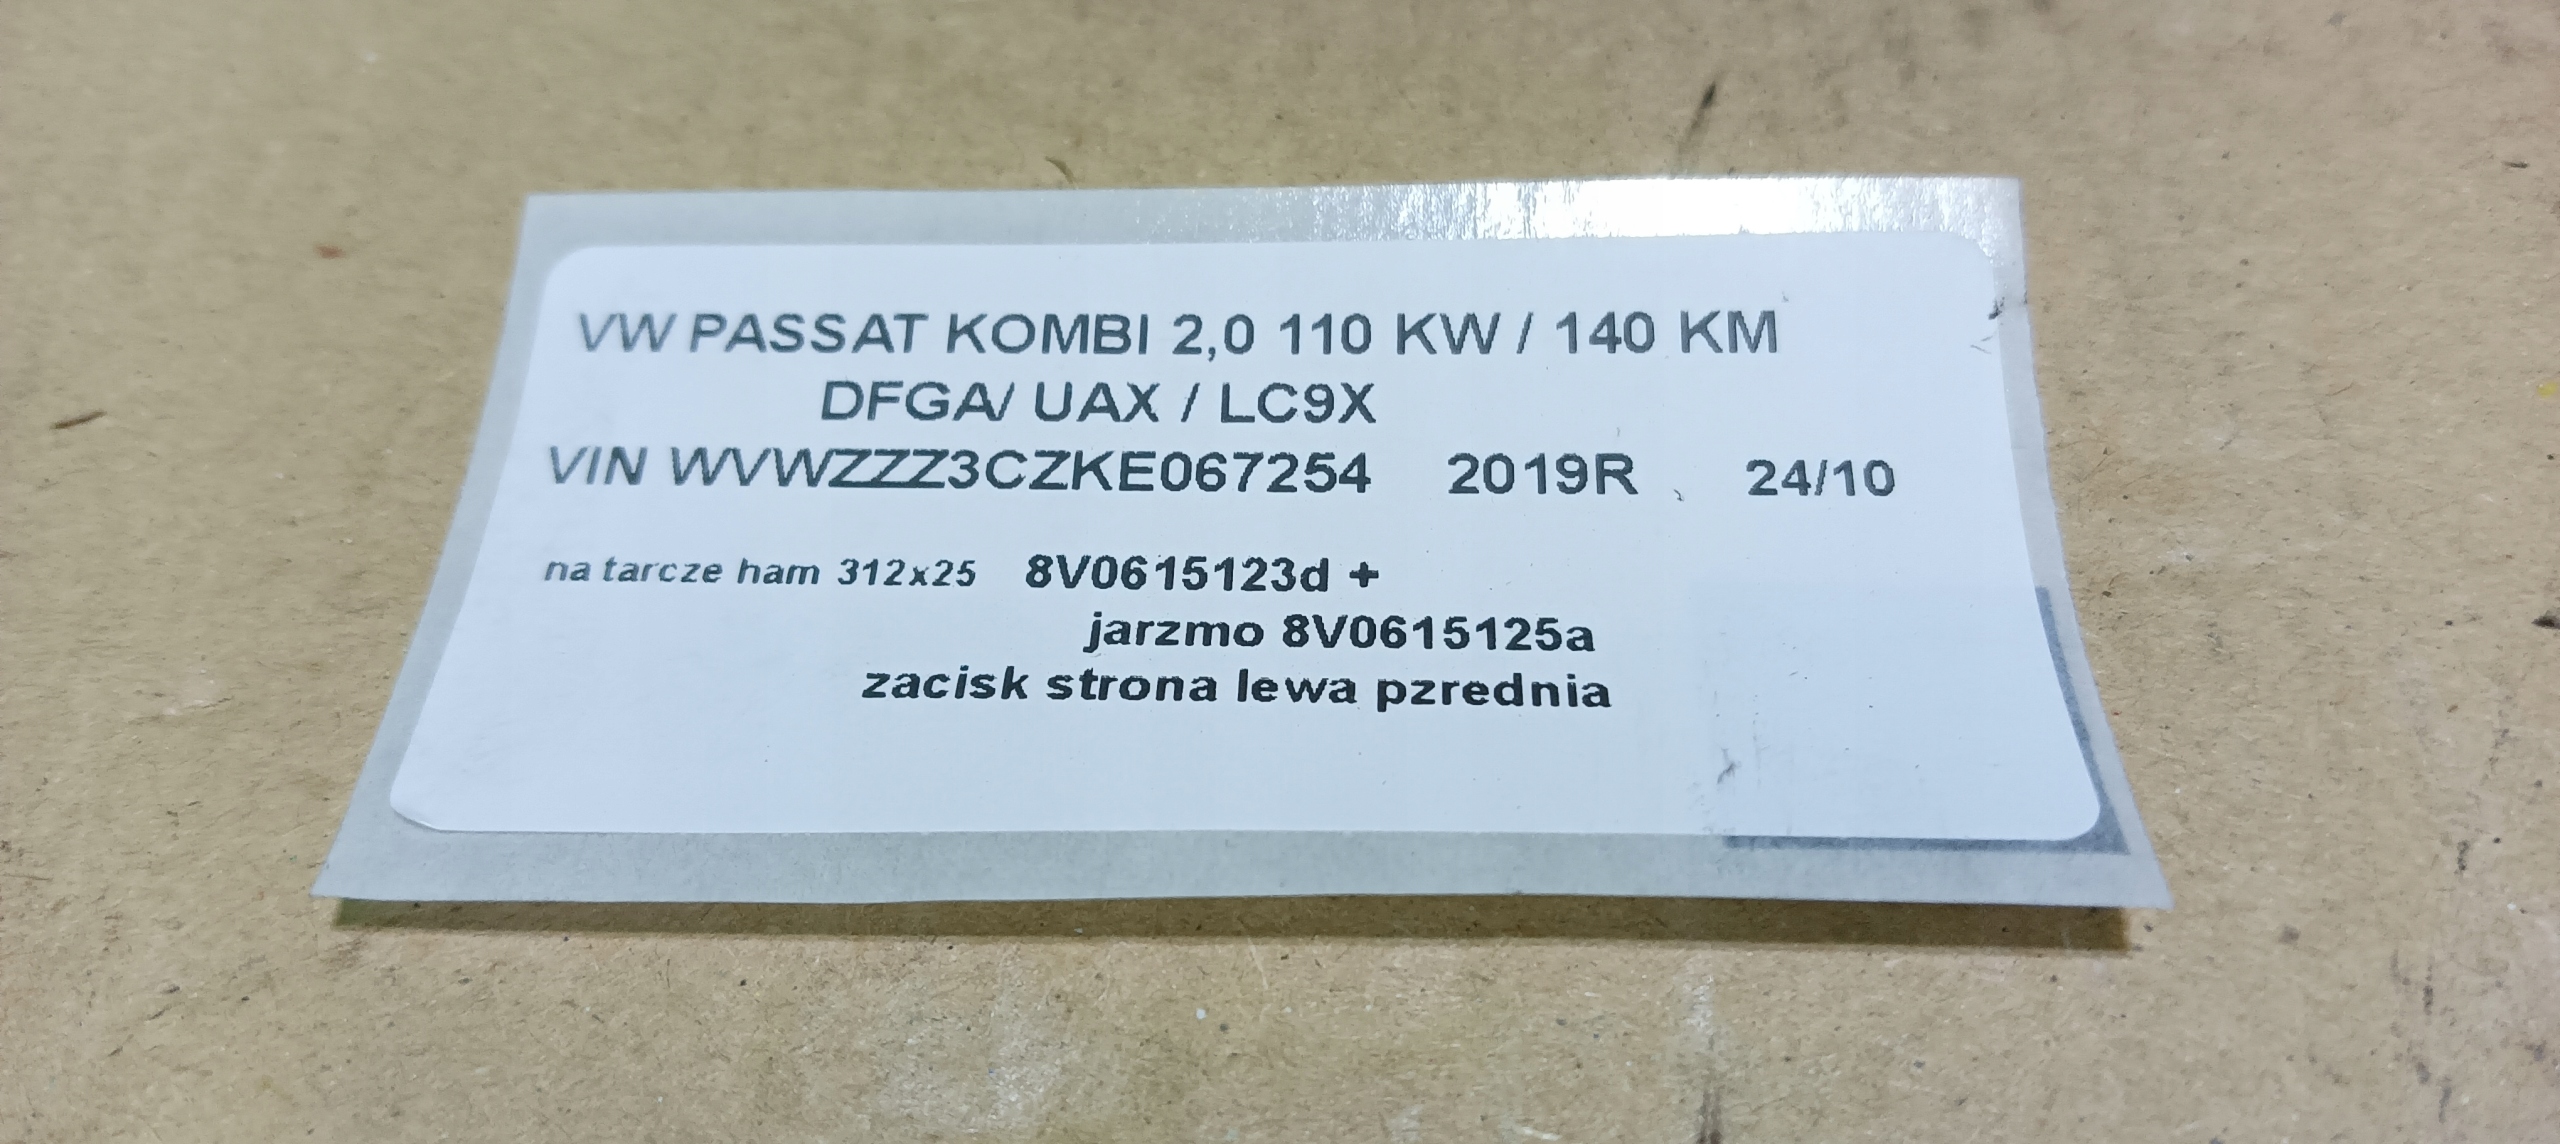 VW PASSAT KOMBI 2,0 110 KW / 140 KM
DFGA/ UAX / LC9X
VIN WVWZZZ3CZKE067254 2019R 24/10
na tarcze ham 312x25 8V0615123d +
jarzmo 8V0615125a
zacisk strona lewa pzrednia